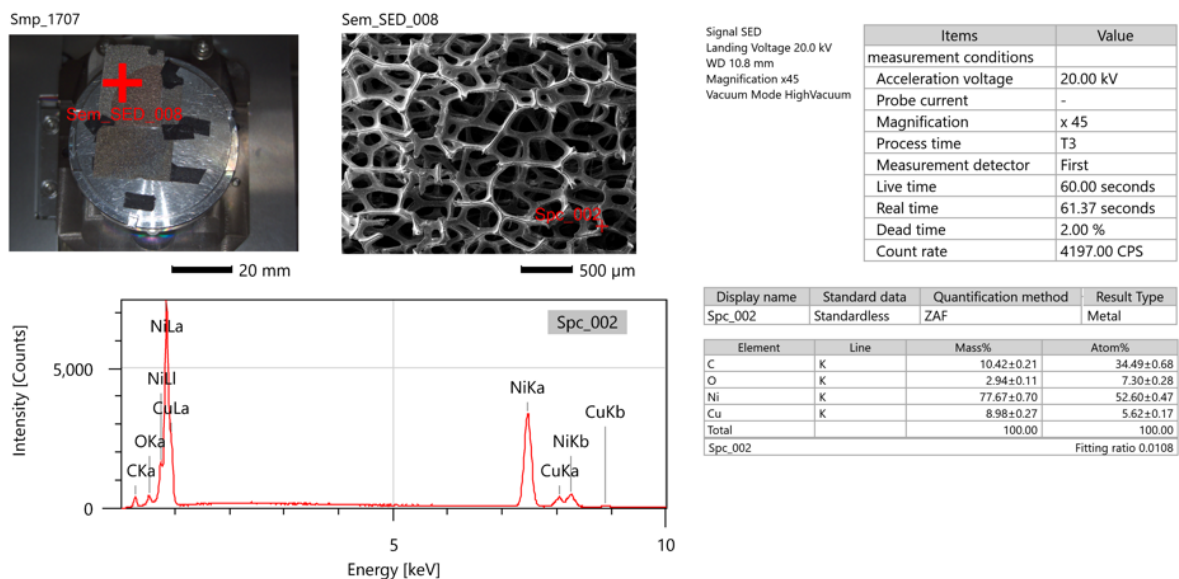 Smp_1707
Sem_SED_008
Sem_SED_008
20 mm
Spc_002
500 µm
Signal SED
Landing Voltage 20.0 kV
WD 10.8 mm
Magnification x45
Vacuum Mode HighVacuum
Items Value
measurement conditions
Acceleration voltage 20.00 kV
Probe current -
Magnification x 45
Process time T3
Measurement detector First
Live time 60.00 seconds
Real time 61.37 seconds
Dead time 2.00 %
Count rate 4197.00 CPS
Intensity [Counts]
5,000
0
NiLa
NiLl
CuLa
OKa
CKa
Spc_002
NiKa
CuKb
NiKb
CuKa
5
10
Energy [keV]
Display name Standard data Quantification method Result Type
Spc_002 Standardless ZAF Metal
Element Line Mass% Atom%
C K 10.42±0.21 34.49±0.68
O K 2.94±0.11 7.30±0.28
Ni K 77.67±0.70 52.60±0.47
Cu K 8.98±0.27 5.62±0.17
Total 100.00 100.00
Spc_002 Fitting ratio 0.0108